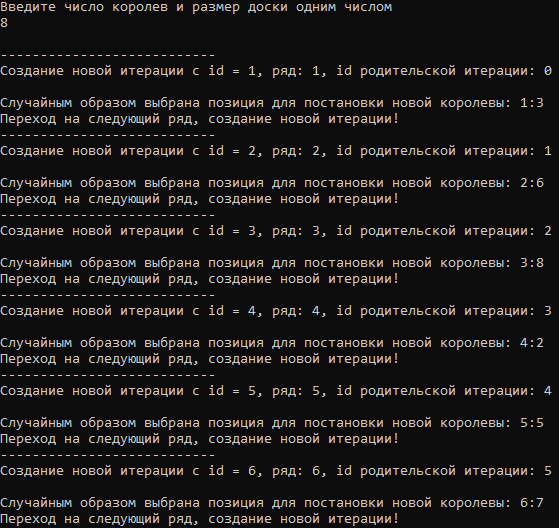 Введите число королев и размер доски одним числом
8
---------------------------
Создание новой итерации с id = 1, ряд: 1, id родительской итерации: 0
Случайным образом выбрана позиция для постановки новой королевы: 1:3
Переход на следующий ряд, создание новой итерации!
---------------------------
Создание новой итерации с id = 2, ряд: 2, id родительской итерации: 1
Случайным образом выбрана позиция для постановки новой королевы: 2:6
Переход на следующий ряд, создание новой итерации!
---------------------------
Создание новой итерации с id = 3, ряд: 3, id родительской итерации: 2
Случайным образом выбрана позиция для постановки новой королевы: 3:8
Переход на следующий ряд, создание новой итерации!
---------------------------
Создание новой итерации с id = 4, ряд: 4, id родительской итерации: 3
Случайным образом выбрана позиция для постановки новой королевы: 4:2
Переход на следующий ряд, создание новой итерации!
---------------------------
Создание новой итерации с id = 5, ряд: 5, id родительской итерации: 4
Случайным образом выбрана позиция для постановки новой королевы: 5:5
Переход на следующий ряд, создание новой итерации!
---------------------------
Создание новой итерации с id = 6, ряд: 6, id родительской итерации: 5
Случайным образом выбрана позиция для постановки новой королевы: 6:7
Переход на следующий ряд, создание новой итерации!